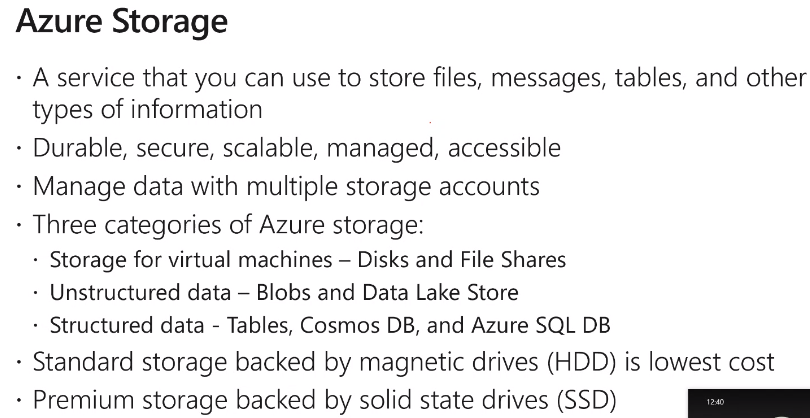 Azure Storage
· A service that you can use to store files, messages, tables, and other
types of information
· Durable, secure, scalable, managed, accessible
· Manage data with multiple storage accounts
· Three categories of Azure storage:
· Storage for virtual machines – Disks and File Shares
· Unstructured data – Blobs and Data Lake Store
· Structured data - Tables, Cosmos DB, and Azure SQL DB
· Standard storage backed by magnetic drives (HDD) is lowest cost
· Premium storage backed by solid state drives (SSD)
12:40